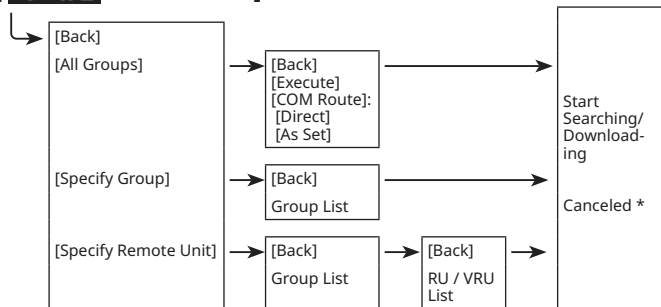 [Back]
[All Groups]
[Back]
[Execute]
[COM Route]:
[Direct]
[As Set]
[Specify Group]
[Back]
Group List
[Specify Remote Unit]
[Back]
Group List
[Back]
RU / VRU
List
Start
Searching/
Download-
ing
Canceled *